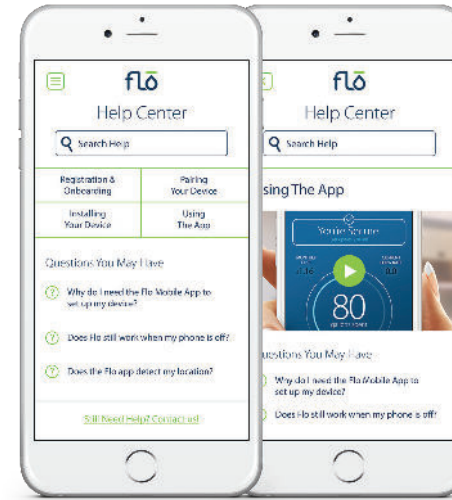 flō
Help Center
Search Help
Registration &
Onboarding
Pairing
Your Device
Installing
Your Device
Using
The App
Questions You May Have
Why do I need the Flo Mobile App to
set up my device?
Does Flo still work when my phone is off?
Does the Flo app detect my location?
Still Need Help? Contact us!
flō
Help Center
Search Help
sing The App
You're Secure
80
uestions You May Have
Why do I need the Flo Mobile App to
set up my device?
Does Flo still work when my phone is off?